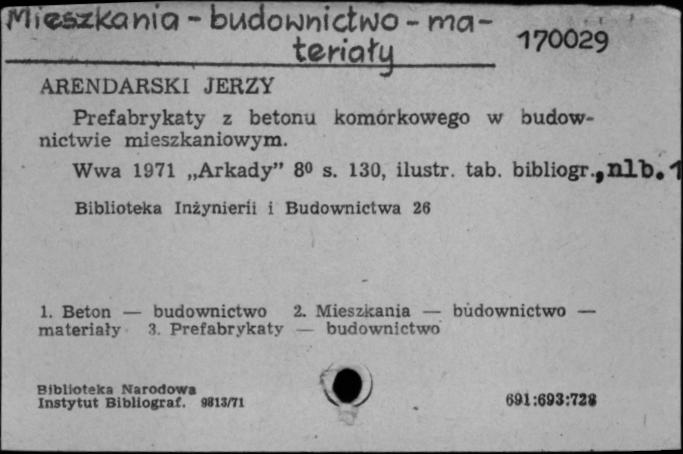 Mieszkania - budownictwo - ma-
teriały
170029
ARENDARSKI JERZY
Prefabrykaty z betonu komórkowego w budow-
nictwie mieszkaniowym.
Wwa 1971 „Arkady” 8⁰ s. 130, ilustr. tab. bibliogr., nlb. 1
Biblioteka Inżynierii i Budownictwa 26
1. Beton — budownictwo 2. Mieszkania — budownictwo —
materiały 3. Prefabrykaty — budownictwo
Biblioteka Narodowa
Instytut Bibliograf. 9813/71
691:693:728